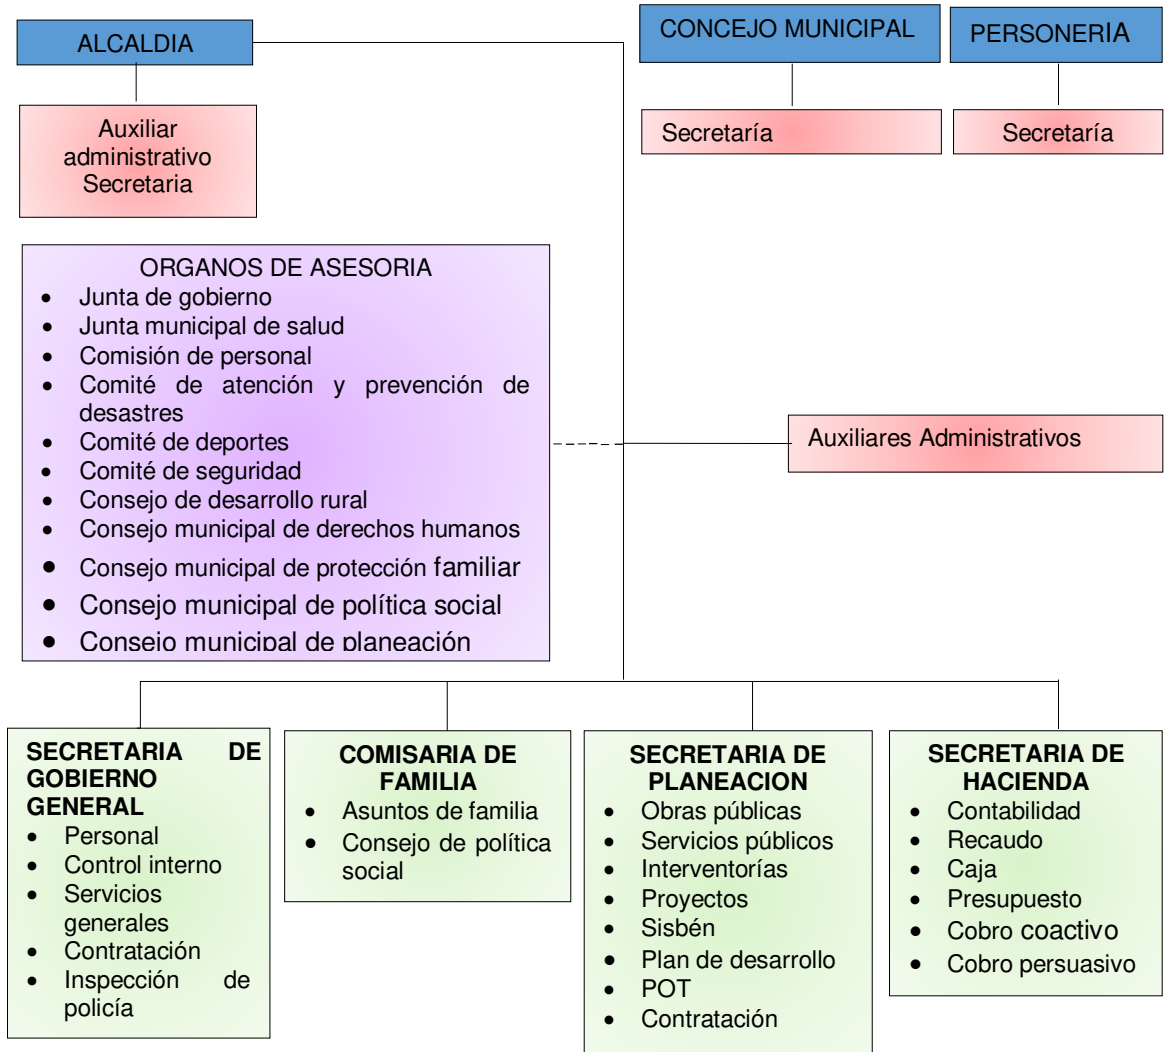 ALCALDIA
CONCEJO MUNICIPAL
PERSONERIA
Auxiliar
administrativo
Secretaria
Secretaría
Secretaría
ORGANOS DE ASESORIA
• Junta de gobierno
• Junta municipal de salud
• Comisión de personal
• Comité de atención y prevención de
desastres
• Comité de deportes
• Comité de seguridad
• Consejo de desarrollo rural
• Consejo municipal de derechos humanos
• Consejo municipal de protección familiar
• Consejo municipal de política social
• Consejo municipal de planeación
Auxiliares Administrativos
SECRETARIA DE
GOBIERNO
GENERAL
• Personal
• Control interno
• Servicios
generales
• Contratación
• Inspección de
policía
COMISARIA DE
FAMILIA
• Asuntos de familia
• Consejo de política
social
SECRETARIA DE
PLANEACION
• Obras públicas
• Servicios públicos
• Interventorías
• Proyectos
• Sisbén
• Plan de desarrollo
• POT
• Contratación
SECRETARIA DE
HACIENDA
• Contabilidad
• Recaudo
• Caja
• Presupuesto
• Cobro coactivo
• Cobro persuasivo